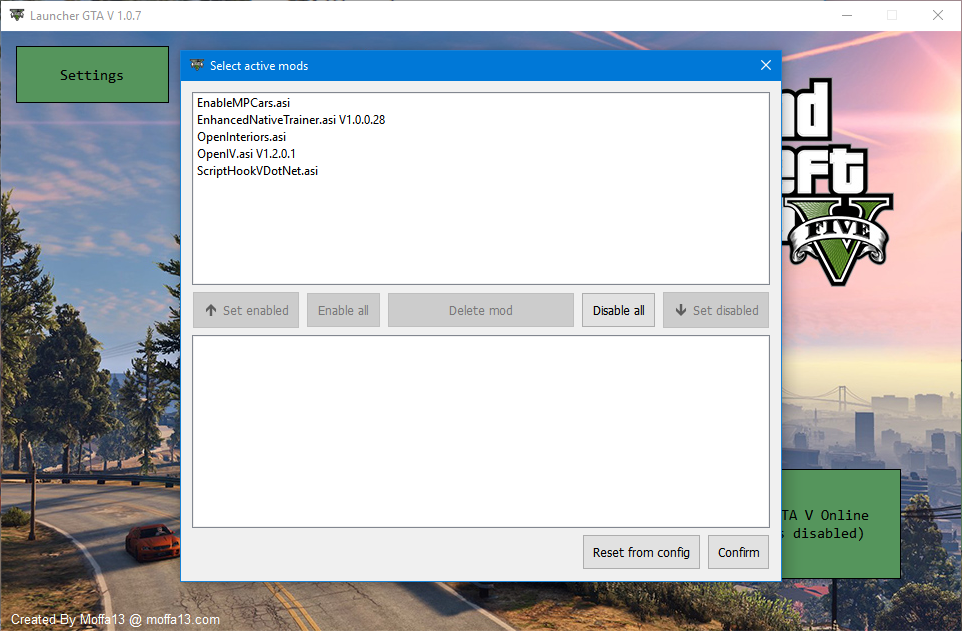 Launcher GTA V 1.0.7
Settings
Select active mods
EnableMPCars.asi
EnhancedNativeTrainer.asi V1.0.0.28
OpenInteriors.asi
OpenIV.asi V1.2.0.1
ScriptHookVDotNet.asi
Set enabled
Enable all
Delete mod
Disable all
Set disabled
Reset from config
Confirm
FIVE
TA V Online
disabled)
Created By Moffa13 @ moffa13.com